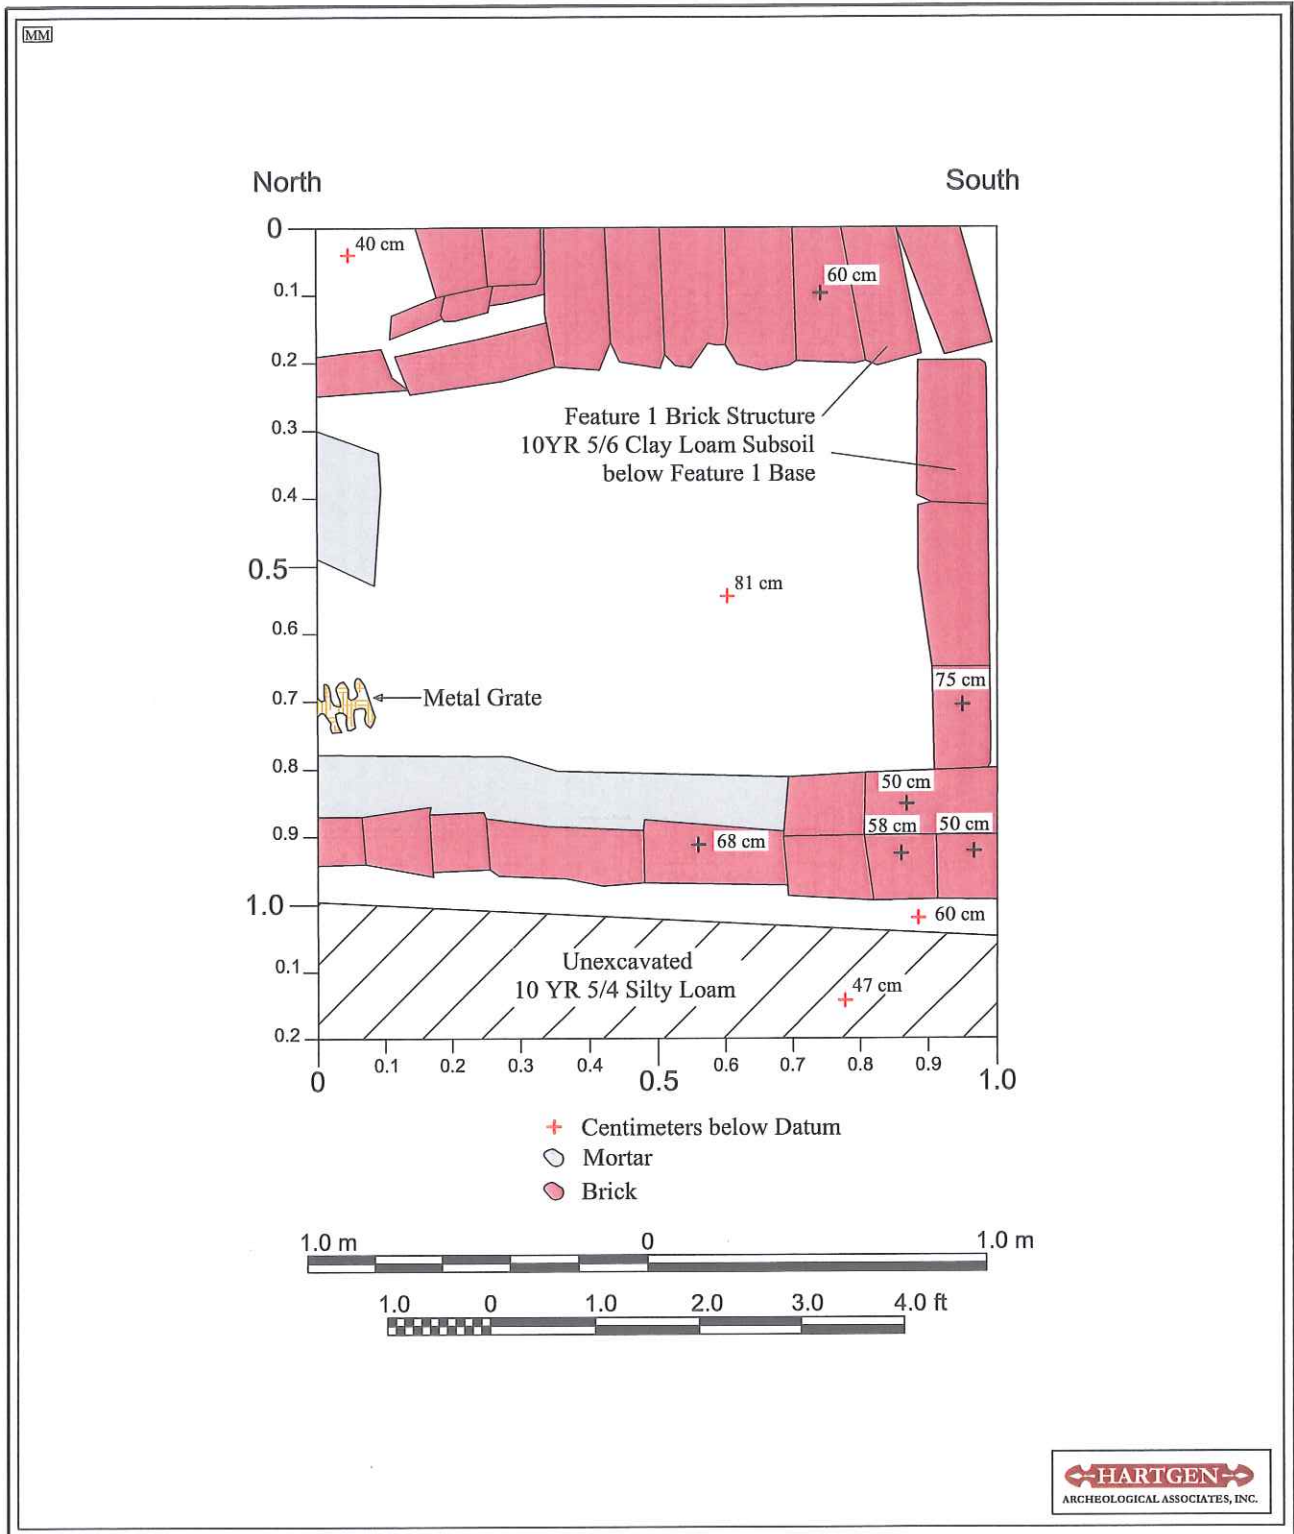 MM
North
South
0
40 cm
60 cm
0.1
0.2
0.3
Feature 1 Brick Structure
10YR 5/6 Clay Loam Subsoil
below Feature 1 Base
0.4
0.5
81 cm
0.6
75 cm
0.7
Metal Grate
0.8
50 cm
58 cm
50 cm
0.9
68 cm
1.0
60 cm
Unexcavated
10 YR 5/4 Silty Loam
0.1
47 cm
0.2
0 0.1 0.2 0.3 0.4 0.5 0.6 0.7 0.8 0.9 1.0
Centimeters below Datum
Mortar
Brick
1.0 m 0 1.0 m
1.0 0 1.0 2.0 3.0 4.0 ft
HARTGEN
ARCHEOLOGICAL ASSOCIATES, INC.